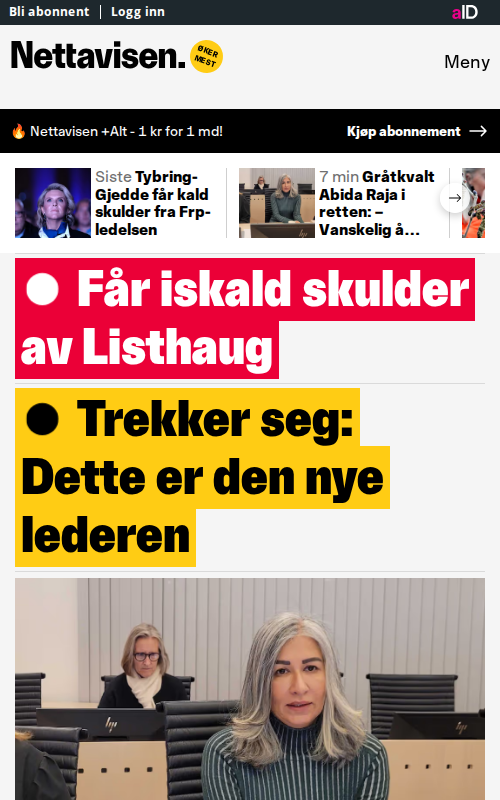 Bli abonnent Logg inn aID
Nettavisen. ØKER MEST
Meny
🔥 Nettavisen +Alt - 1 kr for 1 md! Kjøp abonnement →
Siste Tybring-
Gjedde får kald
skulder fra Frp-
ledelsen
7 min Gråtkvalt
Abida Raja i
retten: –
Vanskelig å...
Får iskald skulder
av Listhaug
Trekker seg:
Dette er den nye
lederen
hp
hp